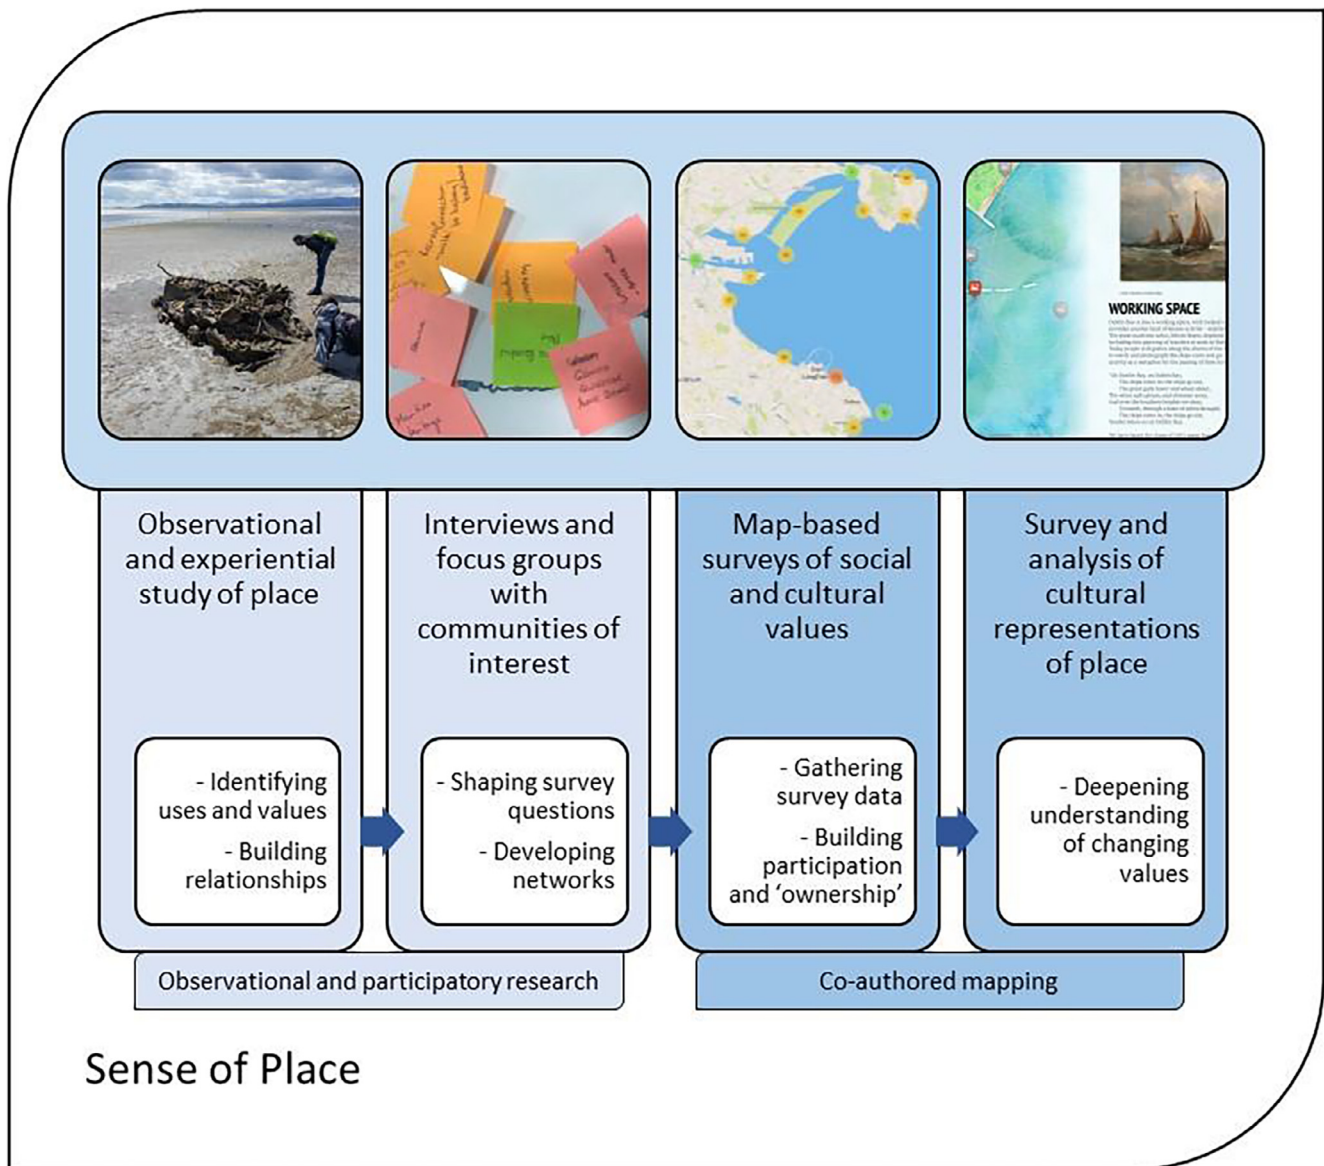 WORKING SPACE
Observational
and experiential
study of place
Interviews and
focus groups
with
communities of
interest
Map-based
surveys of social
and cultural
values
Survey and
analysis of
cultural
representations
of place
- Identifying
uses and values
- Building
relationships
- Shaping survey
questions
- Developing
networks
- Gathering
survey data
- Building
participation
and ‘ownership’
- Deepening
understanding
of changing
values
Observational and participatory research
Co-authored mapping
Sense of Place